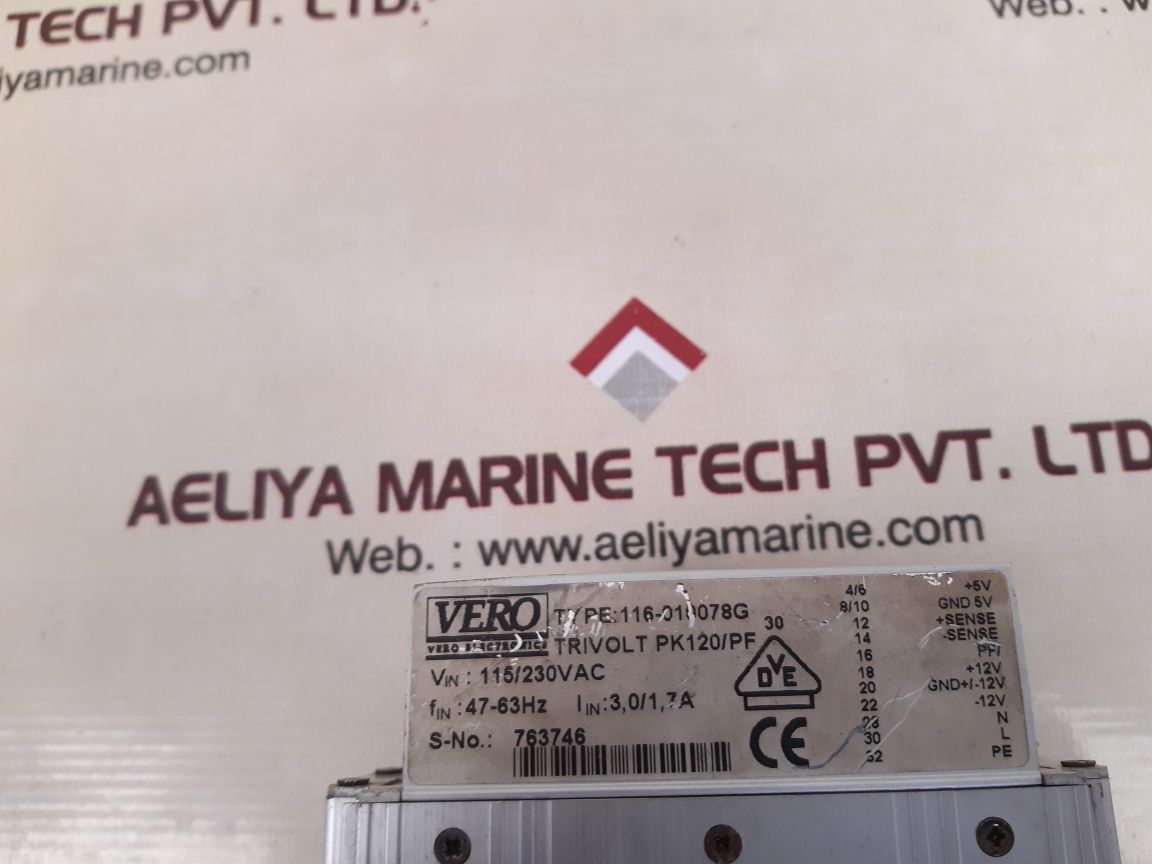 TECH PVT. LTD.
iyamarine.com
Web. :
AELIYA MARINE TECH PVT. LTD
Web. : www.aeliyamarine.com
VERO
VERO ELECTRONICS
TYPE:116-010078G
TRIVOLT PK120/PF
VIN : 115/230VAC
fIN : 47-63Hz IIN:3,0/1,7A
S-No.: 763746
30
DVE
CE
4/6 +5V
8/10 GND 5V
12 +SENSE
14 -SENSE
16 PF/
18 +12V
20 GND+/-12V
22 -12V
28 N
30 L
32 PE